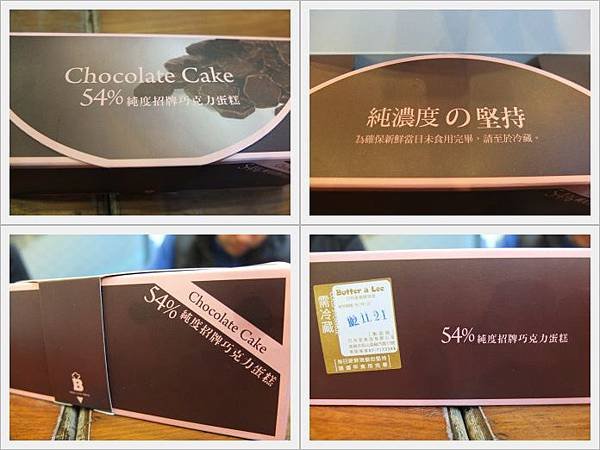 Chocolate Cake
54% 純度招牌巧克力蛋糕
純濃度の堅持
為確保新鮮當日未食用完畢、請至於冷藏。
Chocolate Cake
54% 純度招牌巧克力蛋糕
B
Butter a Lee
需冷藏
11.21
54% 純度招牌巧克力蛋糕